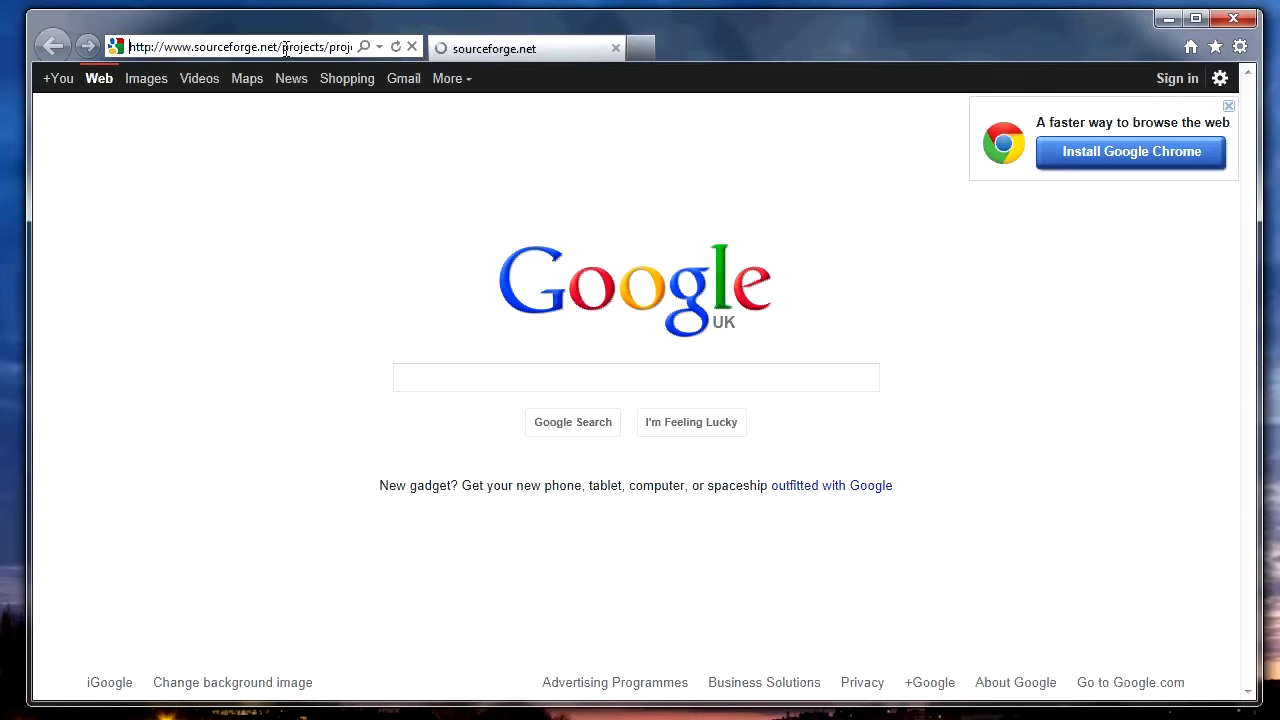 http://www.sourceforge.net/projects/proj
sourceforge.net
+You Web Images Videos Maps News Shopping Gmail More Sign in
A faster way to browse the web
Install Google Chrome
Google
UK
Google Search I'm Feeling Lucky
New gadget? Get your new phone, tablet, computer, or spaceship outfitted with Google
iGoogle Change background image Advertising Programmes Business Solutions Privacy +Google About Google Go to Google.com